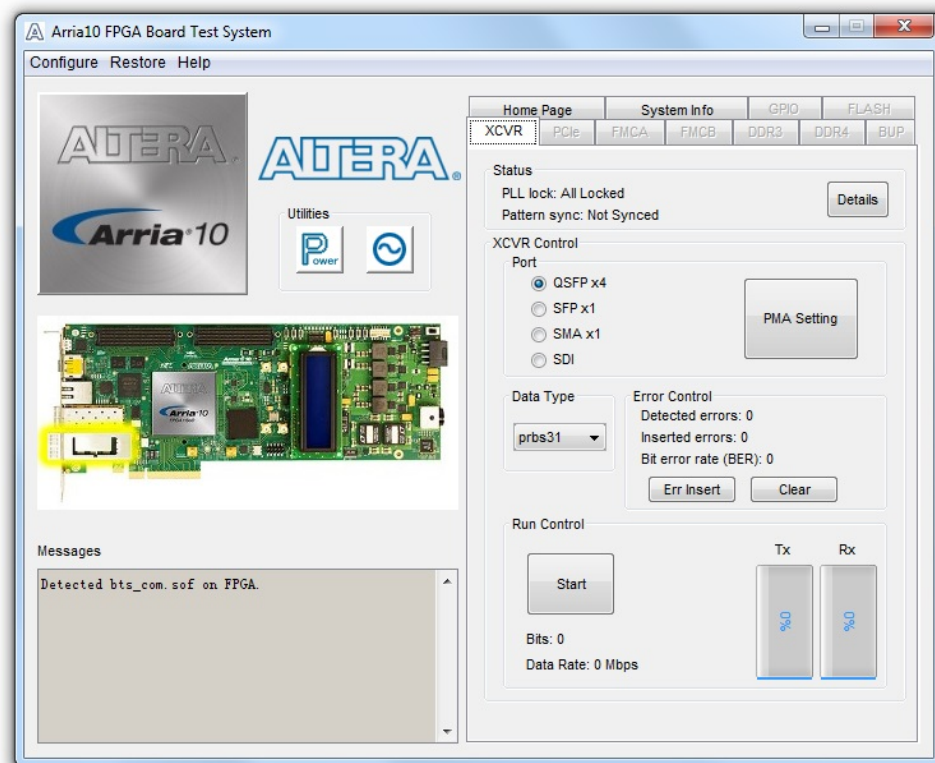 Arria10 FPGA Board Test System
Configure Restore Help
ALTERA
Arria 10
ALTERA®
Utilities
Power
ALTERA
Arria 10
Messages
Detected bts_com.sof on FPGA.
Home Page System Info GPIO FLASH
XCVR PCIe FMCA FMCB DDR3 DDR4 BUP
Status
PLL lock: All Locked
Pattern sync: Not Synced
Details
XCVR Control
Port
QSFP x4
SFP x1
SMA x1
SDI
PMA Setting
Data Type
prbs31
Error Control
Detected errors: 0
Inserted errors: 0
Bit error rate (BER): 0
Err Insert Clear
Run Control
Start
Tx Rx
0% 0%
Bits: 0
Data Rate: 0 Mbps